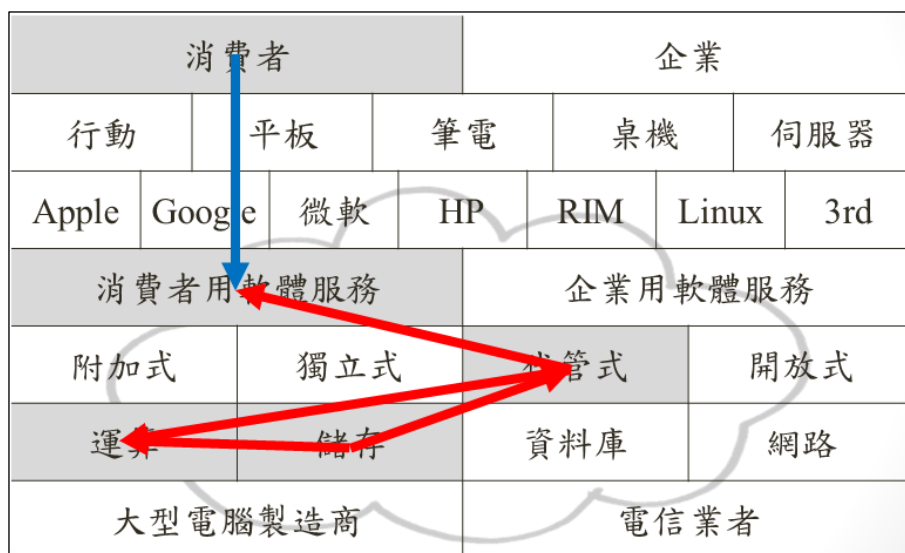 消費者 企業
行動 平板 筆電 桌機 伺服器
Apple Google 微軟 HP RIM Linux 3rd
消費者用軟體服務 企業用軟體服務
附加式 獨立式 代管式 開放式
運算 儲存 資料庫 網路
大型電腦製造商 電信業者